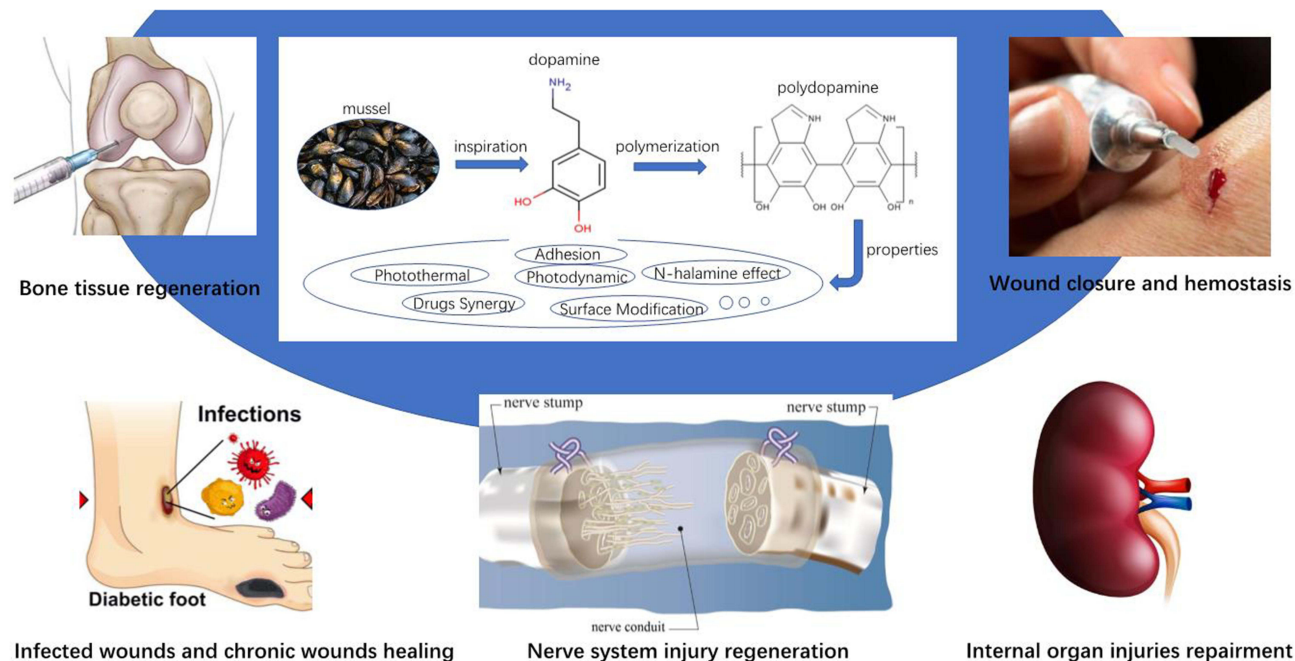 dopamine
NH₂
HO
OH
mussel
inspiration
polymerization
polydopamine
NH
NH
OH
OH
OH
OH
n
properties
Adhesion
Photothermal
Photodynamic
N-halamine effect
Drugs Synergy
Surface Modification
Bone tissue regeneration
Wound closure and hemostasis
Infections
Diabetic foot
Infected wounds and chronic wounds healing
nerve stump
nerve stump
nerve conduit
Nerve system injury regeneration
Internal organ injuries repairment